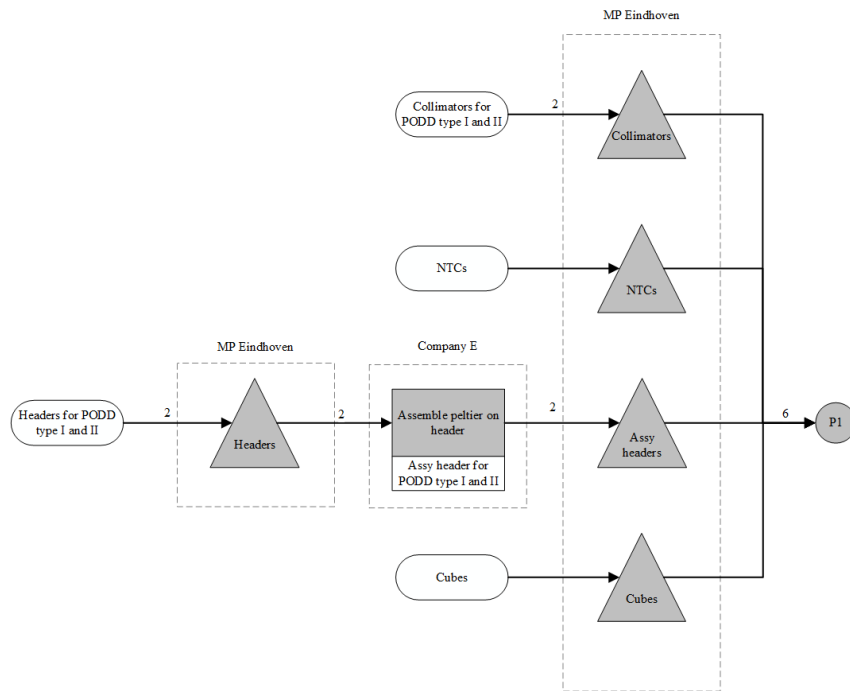 MP Eindhoven
Collimators for
PODD type I and II
2
Collimators
NTCs
NTCs
MP Eindhoven
Company E
Headers for PODD
type I and II
2
Headers
2
Assemble peltier on
header
Assy header for
PODD type I and II
2
Assy
headers
6
P1
Cubes
Cubes